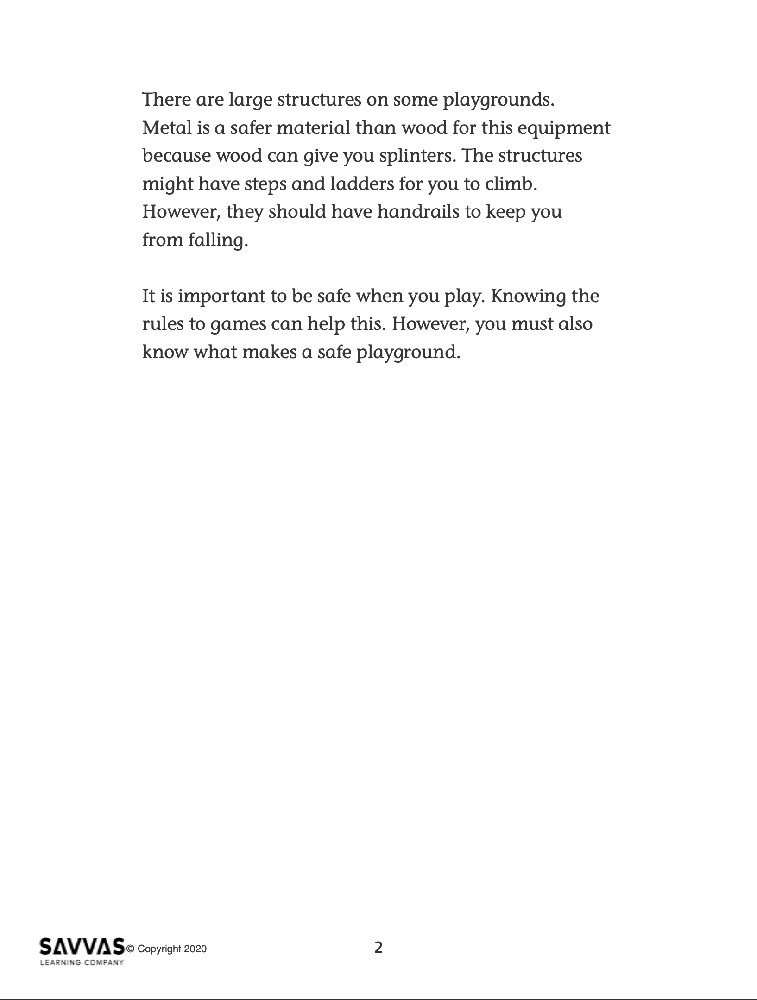 There are large structures on some playgrounds.
Metal is a safer material than wood for this equipment
because wood can give you splinters. The structures
might have steps and ladders for you to climb.
However, they should have handrails to keep you
from falling.
It is important to be safe when you play. Knowing the
rules to games can help this. However, you must also
know what makes a safe playground.
SAVVAS © Copyright 2020 2
LEARNING COMPANY